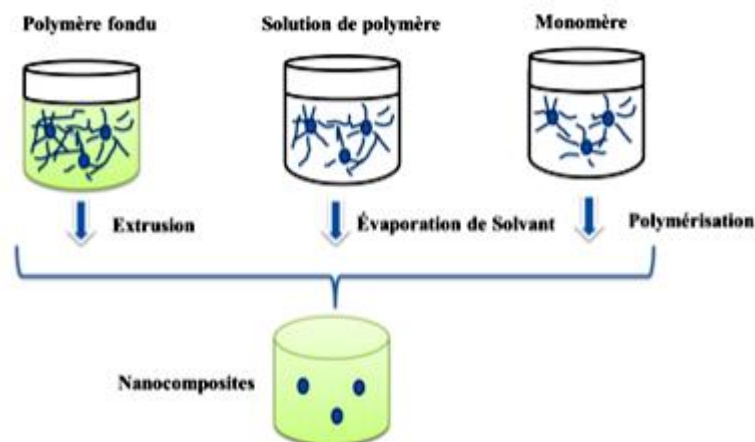 Polymère fondu
Solution de polymère
Monomère
Extrusion
Évaporation de Solvant
Polymérisation
Nanocomposites